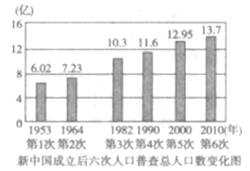 (亿)
16
12
8
4
0
6.02
7.23
10.3
11.6
12.95
13.7
1953 1964 1982 1990 2000 2010(年)
第1次 第2次 第3次 第4次 第5次 第6次
新中国成立后六次人口普查总人口数变化图